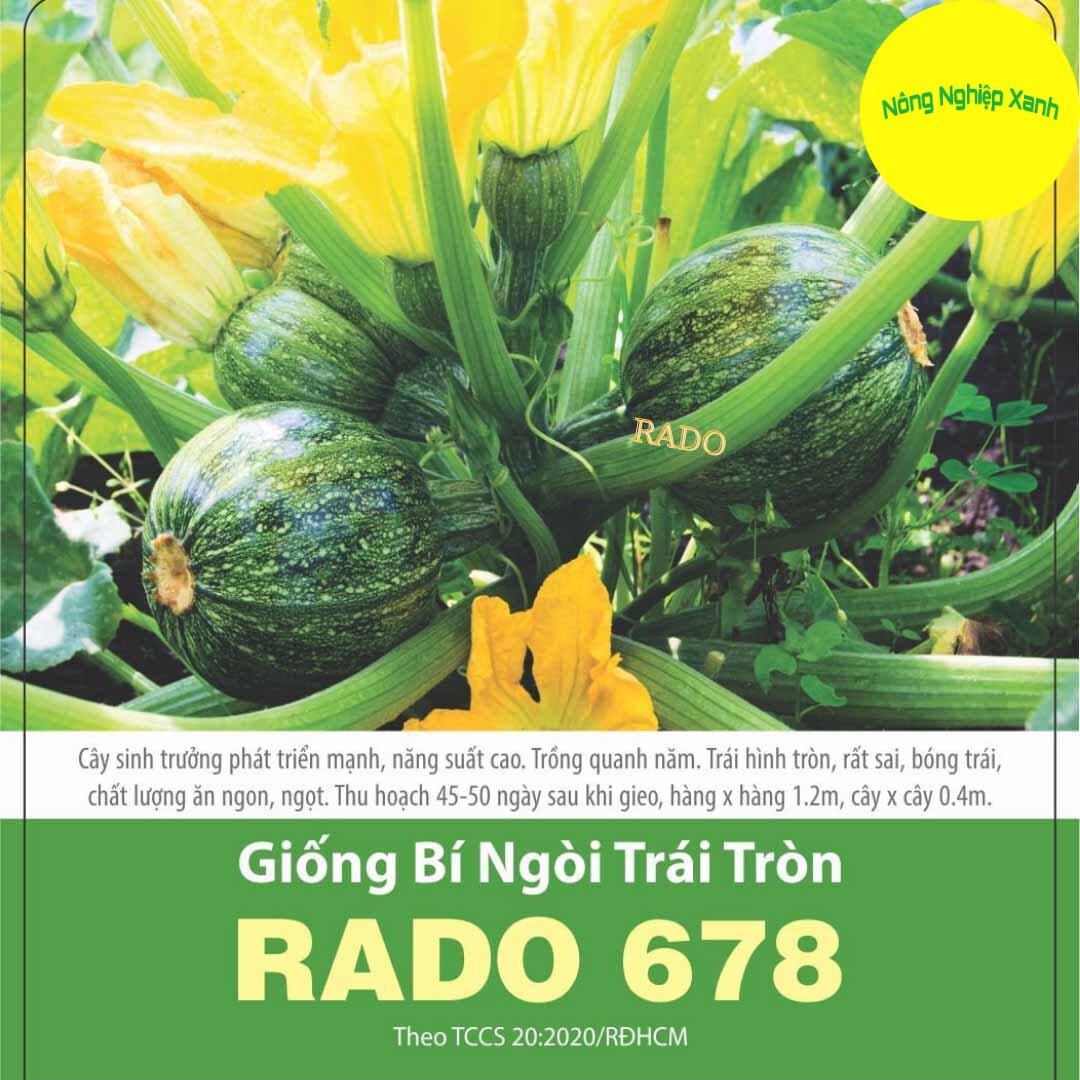 Nông Nghiệp Xanh
RADO
Cây sinh trưởng phát triển mạnh, năng suất cao. Trồng quanh năm. Trái hình tròn, rất sai, bóng trái,
chất lượng ăn ngon, ngọt. Thu hoạch 45-50 ngày sau khi gieo, hàng x hàng 1.2m, cây x cây 0.4m.
Giống Bí Ngòi Trái Tròn
RADO 678
Theo TCCS 20:2020/RĐHCM